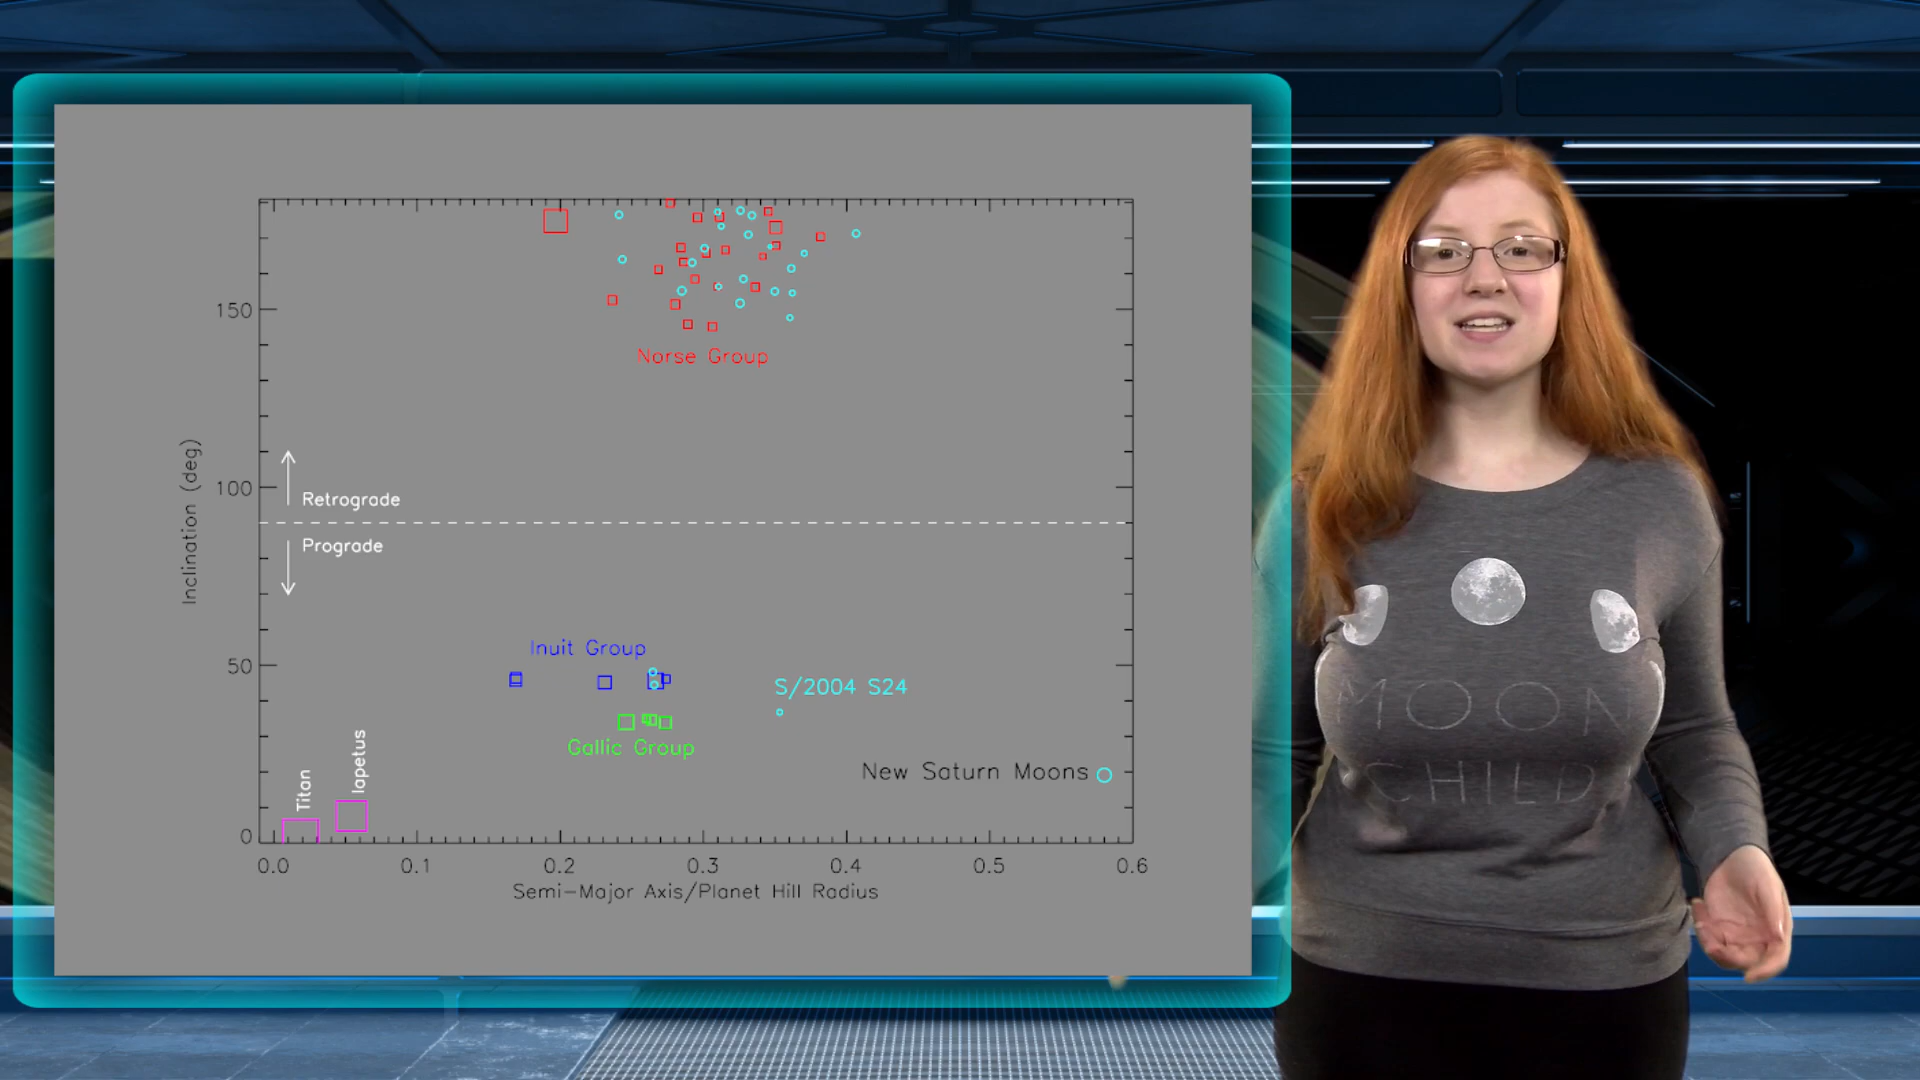 150
Norse Group
100
Retrograde
Prograde
Inclination (deg)
Inuit Group
50
S/2004 S24
Gallic Group
New Saturn Moons
Titan
Iapetus
0
0.0 0.1 0.2 0.3 0.4 0.5 0.6
Semi-Major Axis/Planet Hill Radius
MOON
CHILD